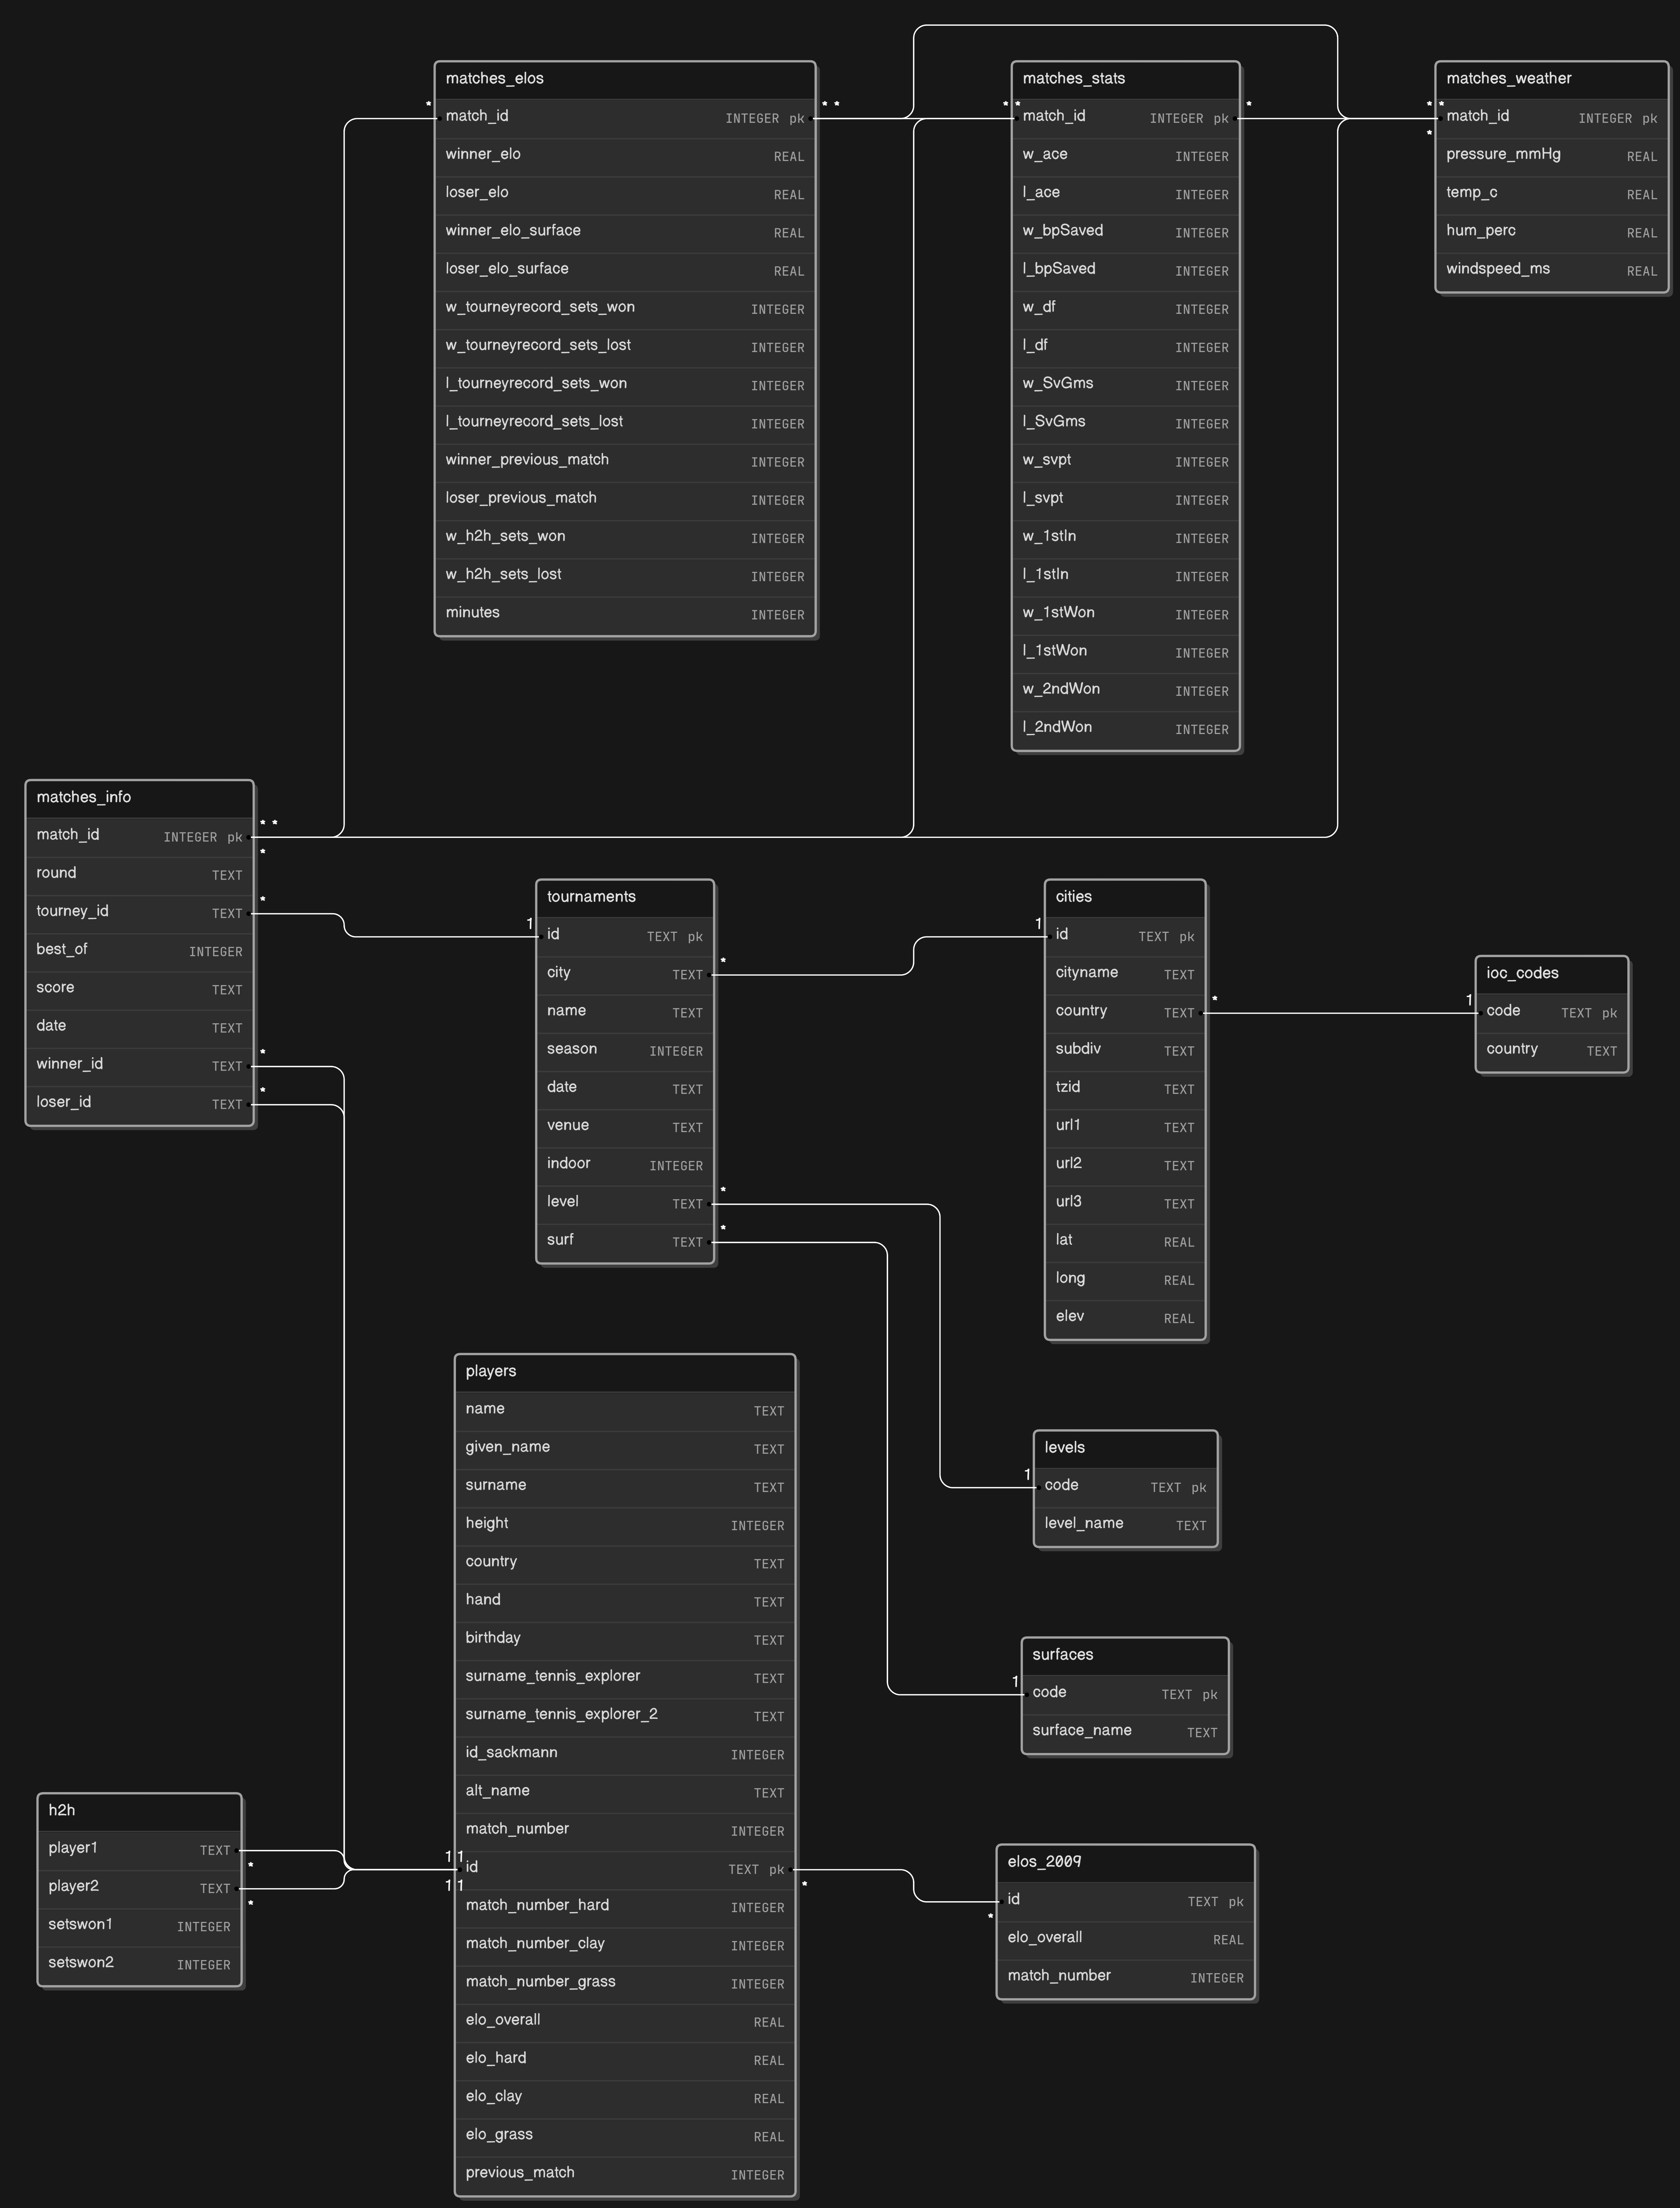 matches_elos
match_id INTEGER pk
winner_elo REAL
loser_elo REAL
winner_elo_surface REAL
loser_elo_surface REAL
w_tourneyrecord_sets_won INTEGER
w_tourneyrecord_sets_lost INTEGER
l_tourneyrecord_sets_won INTEGER
l_tourneyrecord_sets_lost INTEGER
winner_previous_match INTEGER
loser_previous_match INTEGER
w_h2h_sets_won INTEGER
w_h2h_sets_lost INTEGER
minutes INTEGER
* * *
matches_stats
match_id INTEGER pk
w_ace INTEGER
l_ace INTEGER
w_bpSaved INTEGER
l_bpSaved INTEGER
w_df INTEGER
l_df INTEGER
w_SvGms INTEGER
l_SvGms INTEGER
w_svpt INTEGER
l_svpt INTEGER
w_1stIn INTEGER
l_1stIn INTEGER
w_1stWon INTEGER
l_1stWon INTEGER
w_2ndWon INTEGER
l_2ndWon INTEGER
* * *
matches_weather
match_id INTEGER pk
pressure_mmHg REAL
temp_c REAL
hum_perc REAL
windspeed_ms REAL
* * *
matches_info
match_id INTEGER pk
round TEXT
tourney_id TEXT
best_of INTEGER
score TEXT
date TEXT
winner_id TEXT
loser_id TEXT
* * *
*
*
*
*
tournaments
1
id TEXT pk
city TEXT
name TEXT
season INTEGER
date TEXT
venue TEXT
indoor INTEGER
level TEXT
surf TEXT
*
*
*
cities
1
id TEXT pk
cityname TEXT
country TEXT
subdiv TEXT
tzid TEXT
url1 TEXT
url2 TEXT
url3 TEXT
lat REAL
long REAL
elev REAL
*
ioc_codes
1
code TEXT pk
country TEXT
players
name TEXT
given_name TEXT
surname TEXT
height INTEGER
country TEXT
hand TEXT
birthday TEXT
surname_tennis_explorer TEXT
surname_tennis_explorer_2 TEXT
id_sackmann INTEGER
alt_name TEXT
match_number INTEGER
1 1
id TEXT pk
1 1
*
match_number_hard INTEGER
match_number_clay INTEGER
match_number_grass INTEGER
elo_overall REAL
elo_hard REAL
elo_clay REAL
elo_grass REAL
previous_match INTEGER
levels
1
code TEXT pk
level_name TEXT
surfaces
1
code TEXT pk
surface_name TEXT
h2h
player1 TEXT
*
player2 TEXT
*
setswon1 INTEGER
setswon2 INTEGER
elos_2009
id TEXT pk
*
elo_overall REAL
match_number INTEGER